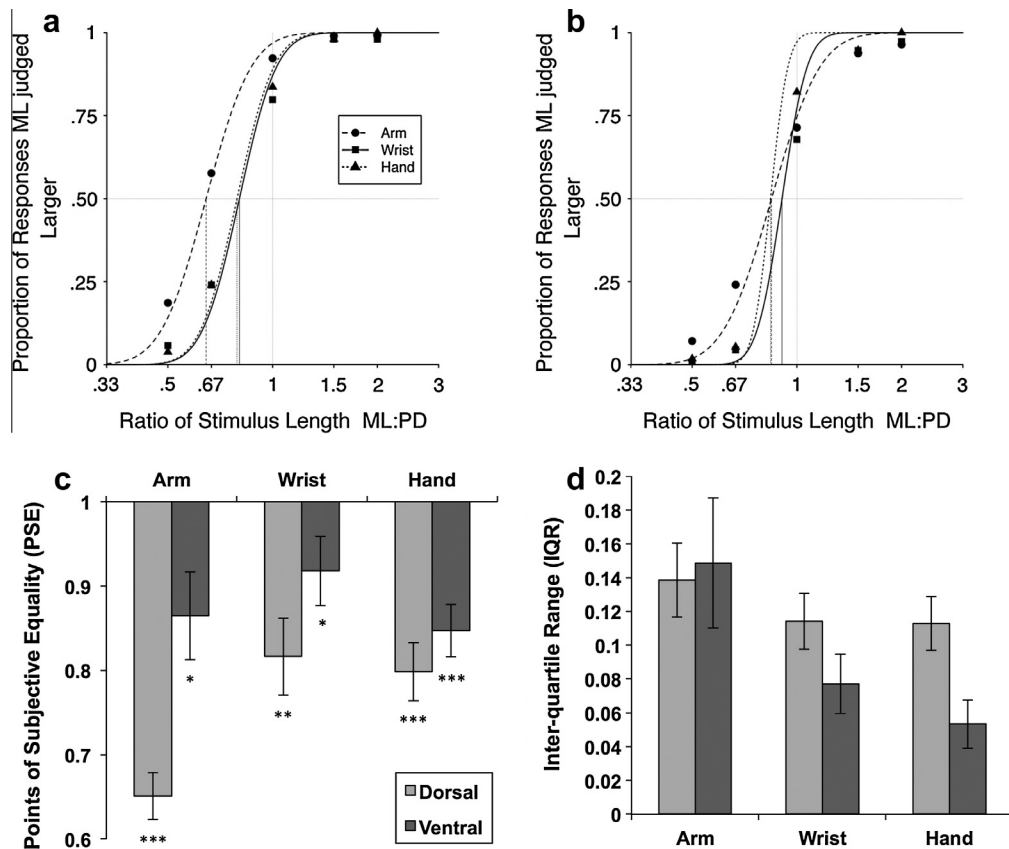 a
Proportion of Responses ML judged
Larger
1
.75
.50
.25
0
.33 .5 .67 1 1.5 2 3
Ratio of Stimulus Length ML:PD
Arm
Wrist
Hand
b
Proportion of Responses ML judged
Larger
1
.75
.50
.25
0
.33 .5 .67 1 1.5 2 3
Ratio of Stimulus Length ML:PD
c
Arm Wrist Hand
Points of Subjective Equality (PSE)
1
0.9
0.8
0.7
0.6
*** * ** * *** ***
Dorsal
Ventral
d
Inter-quartile Range (IQR)
0.2
0.18
0.16
0.14
0.12
0.1
0.08
0.06
0.04
0.02
0
Arm Wrist Hand